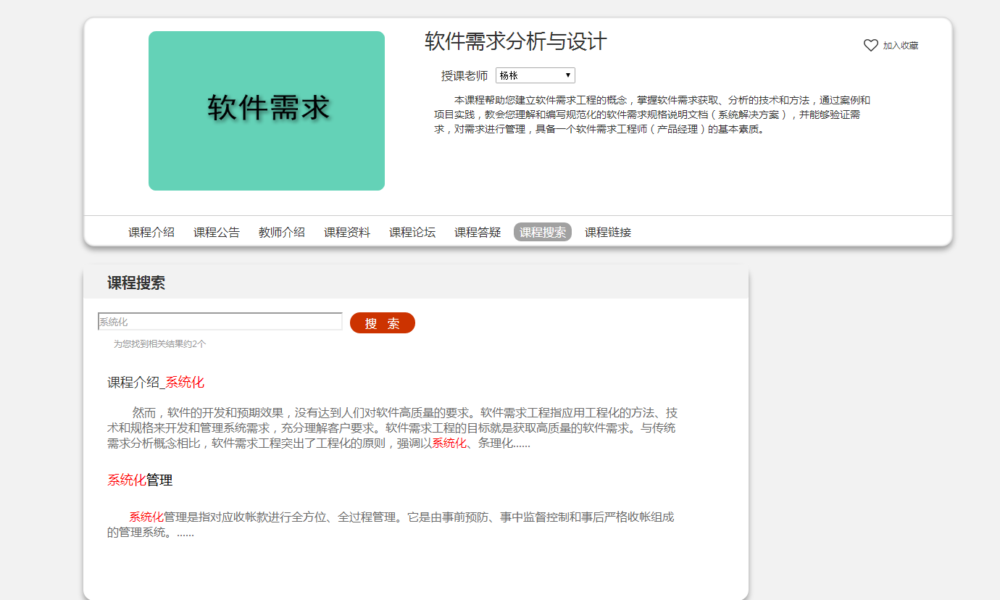 软件需求
软件需求分析与设计
加入收藏
授课老师 杨枨
本课程帮助您建立软件需求工程的概念，掌握软件需求获取、分析的技术和方法，通过案例和
项目实践，教会您理解和编写规范化的软件需求规格说明文档（系统解决方案），并能够验证需
求，对需求进行管理，具备一个软件需求工程师（产品经理）的基本素质。
课程介绍 课程公告 教师介绍 课程资料 课程论坛 课程答疑 课程搜索 课程链接
课程搜索
系统化 搜 索
为您找到相关结果约2个
课程介绍_系统化
然而，软件的开发和预期效果，没有达到人们对软件高质量的要求。软件需求工程指应用工程化的方法、技
术和规格来开发和管理系统需求，充分理解客户要求。软件需求工程的目标就是获取高质量的软件需求。与传统
需求分析概念相比，软件需求工程突出了工程化的原则，强调以系统化、条理化......
系统化管理
系统化管理是指对应收帐款进行全方位、全过程管理。它是由事前预防、事中监督控制和事后严格收帐组成
的管理系统。......